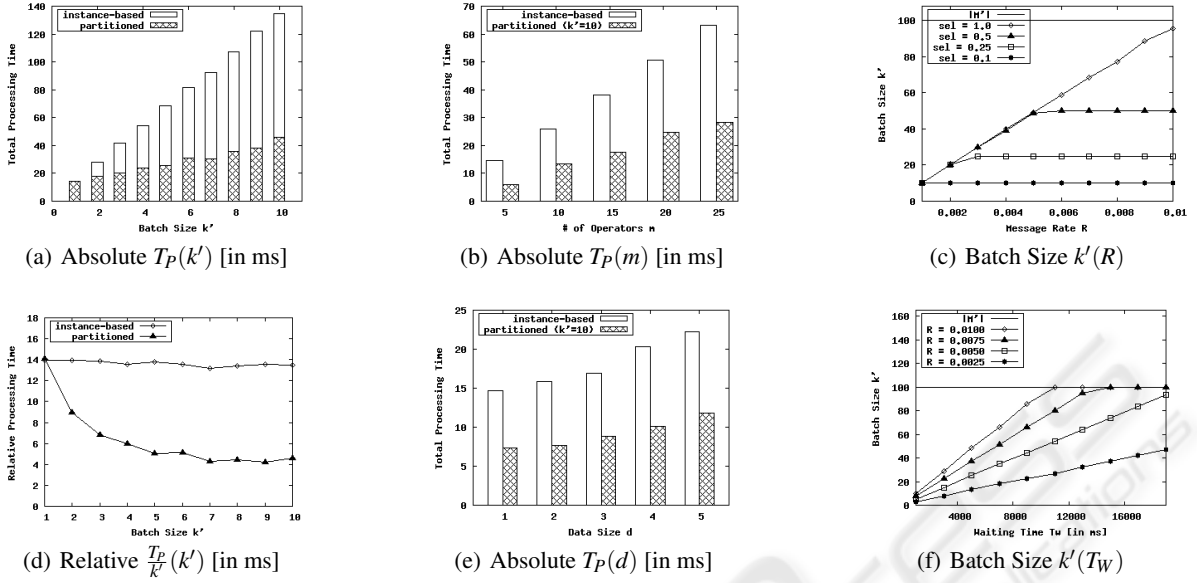 instance-based
partitioned
Total Processing Time
140
120
100
80
60
40
20
0
0 2 4 6 8 10
Batch Size k'
(a) Absolute T_P(k′) [in ms]
instance-based
partitioned (k'=10)
Total Processing Time
70
60
50
40
30
20
10
0
5 10 15 20 25
# of Operators m
(b) Absolute T_P(m) [in ms]
|M'|
sel = 1.0
sel = 0.5
sel = 0.25
sel = 0.1
Batch Size k'
100
80
60
40
20
0
0.002 0.004 0.006 0.008 0.01
Message Rate R
(c) Batch Size k′(R)
instance-based
partitioned
Relative Processing Time
18
16
14
12
10
8
6
4
2
0
1 2 3 4 5 6 7 8 9 10
Batch Size k'
(d) Relative T_P/k′ (k′) [in ms]
instance-based
partitioned (k'=10)
Total Processing Time
25
20
15
10
5
0
1 2 3 4 5
Data Size d
(e) Absolute T_P(d) [in ms]
|M'|
R = 0.0100
R = 0.0075
R = 0.0050
R = 0.0025
Batch Size k'
160
140
120
100
80
60
40
20
0
4000 8000 12000 16000
Waiting Time Tw [in ms]
(f) Batch Size k′(T_W)